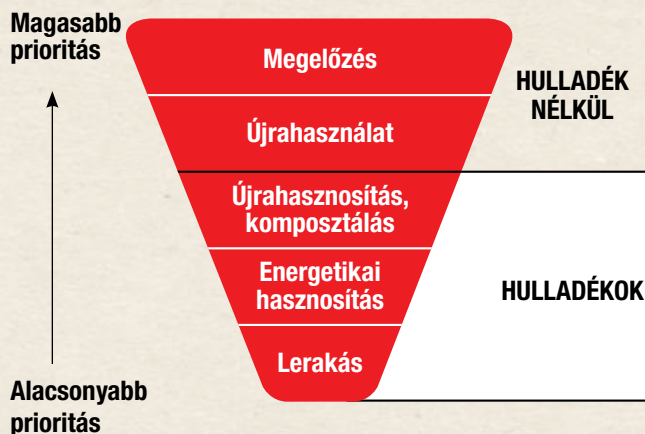 Magasabb
prioritás
Megelőzés
HULLADÉK
NÉLKÜL
Újrahasználat
Újrahasznosítás,
komposztálás
Energetikai
hasznosítás
HULLADÉKOK
Lerakás
Alacsonyabb
prioritás